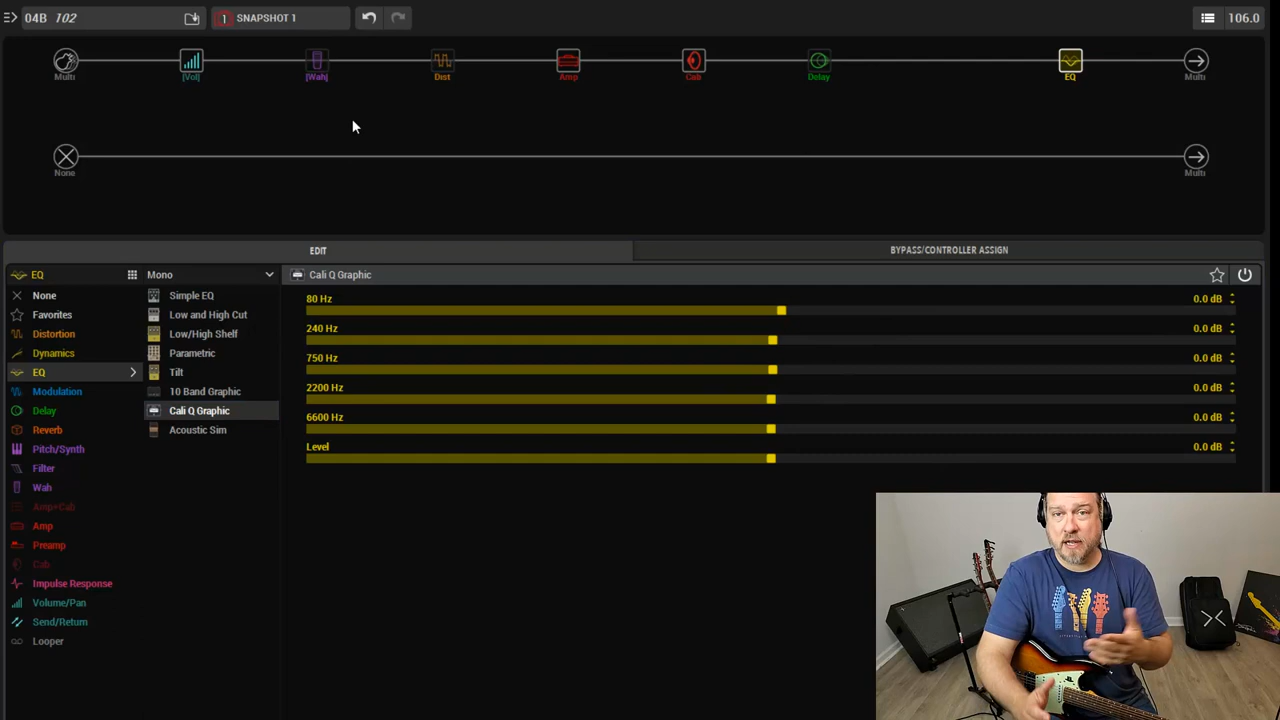 04B 102
1 SNAPSHOT 1
106.0
Multi
[Vol]
[Wah]
Dist
Amp
Cab
Delay
EQ
Multi
None
Multi
EDIT
BYPASS/CONTROLLER ASSIGN
EQ
Mono
Cali Q Graphic
None
Favorites
Distortion
Dynamics
EQ
Modulation
Delay
Reverb
Pitch/Synth
Filter
Wah
Amp+Cab
Amp
Preamp
Cab
Impulse Response
Volume/Pan
Send/Return
Looper
Simple EQ
Low and High Cut
Low/High Shelf
Parametric
Tilt
10 Band Graphic
Cali Q Graphic
Acoustic Sim
80 Hz 0.0 dB
240 Hz 0.0 dB
750 Hz 0.0 dB
2200 Hz 0.0 dB
6600 Hz 0.0 dB
Level 0.0 dB